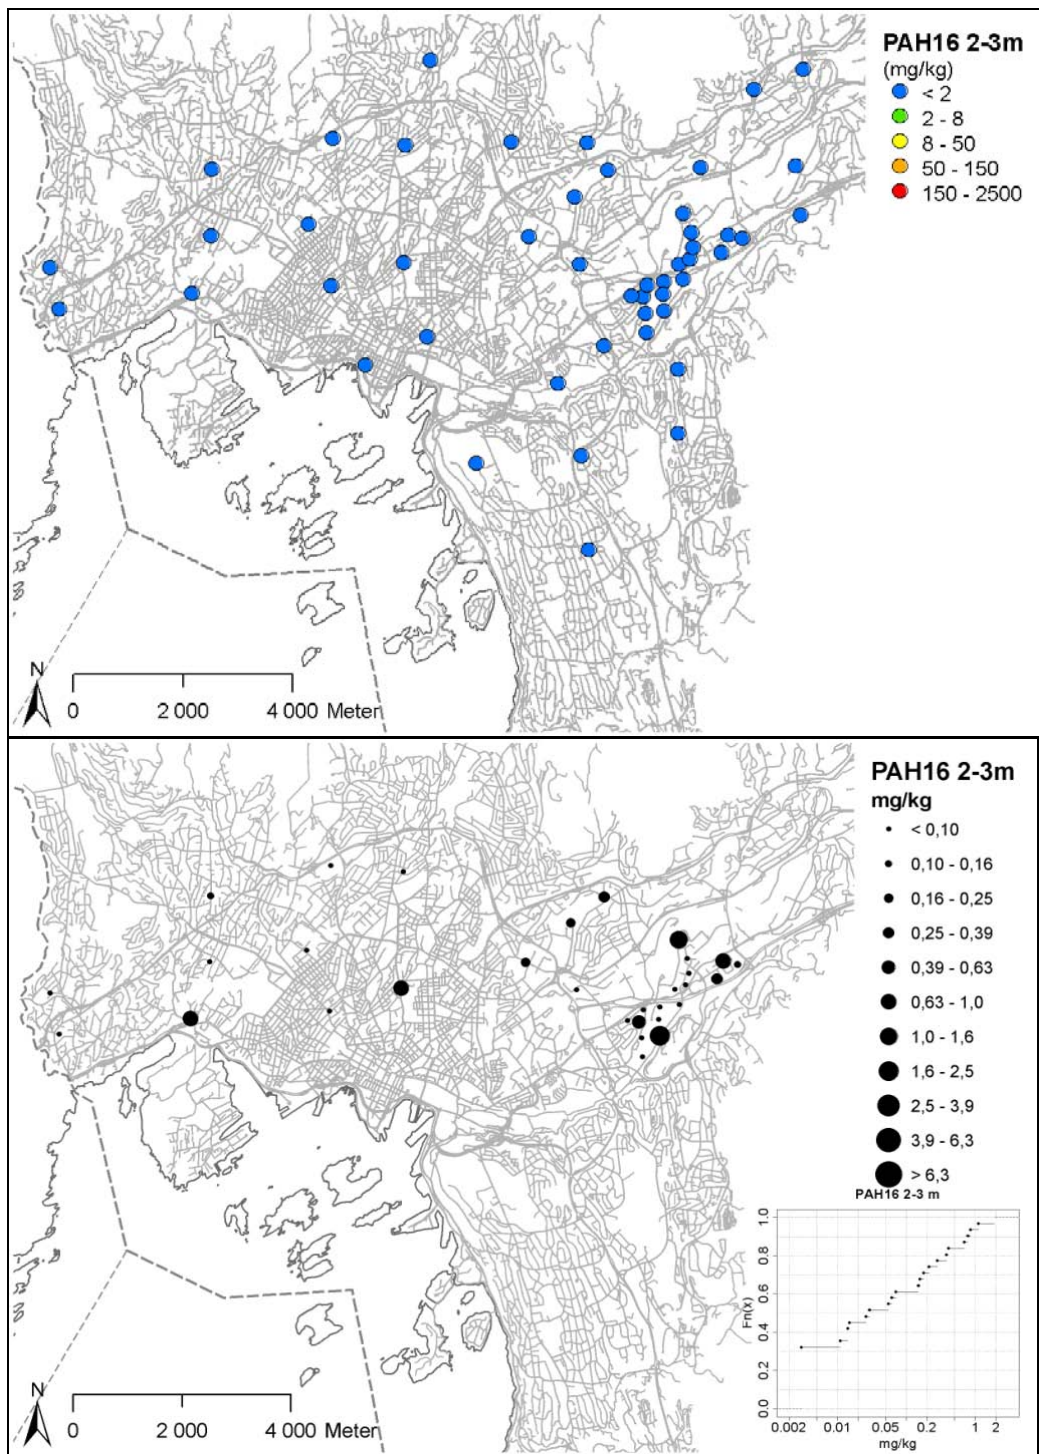 PAH16 2-3m
(mg/kg)
< 2
2 - 8
8 - 50
50 - 150
150 - 2500
N
0 2 000 4 000 Meter
PAH16 2-3m
mg/kg
< 0,10
0,10 - 0,16
0,16 - 0,25
0,25 - 0,39
0,39 - 0,63
0,63 - 1,0
1,0 - 1,6
1,6 - 2,5
2,5 - 3,9
3,9 - 6,3
> 6,3
PAH16 2-3 m
1.0
0.8
0.6
0.4
0.2
0.0
Fn(x)
0.002 0.01 0.05 0.2 1 2
mg/kg
N
0 2 000 4 000 Meter